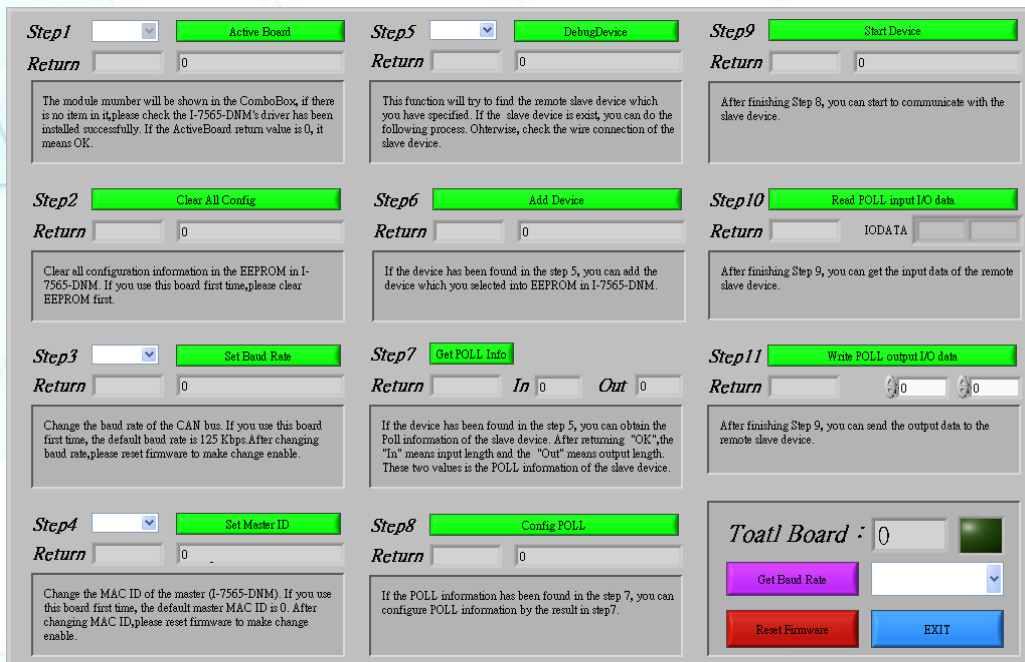 Step1
Active Board
Return
0
The module mumber will be shown in the ComboBox, if there
is no item in it,please check the I-7565-DNM's driver has been
installed successfully. If the ActiveBoard return value is 0, it
means OK.
Step2
Clear All Config
Return
0
Clear all configuration information in the EEPROM in I-
7565-DNM. If you use this board first time,please clear
EEPROM first.
Step3
Set Baud Rate
Return
0
Change the baud rate of the CAN bus. If you use this board
first time, the default baud rate is 125 Kbps.After changing
baud rate,please reset firmware to make change enable.
Step4
Set Master ID
Return
0
Change the MAC ID of the master (I-7565-DNM). If you use
this board first time, the default master MAC ID is 0. After
changing MAC ID,please reset firmware to make change
enable.
Step5
DebugDevice
Return
0
This function will try to find the remote slave device which
you have specified. If the slave device is exist, you can do the
following process. Ohterwise, check the wire connection of the
slave device.
Step6
Add Device
Return
0
If the device has been found in the step 5, you can add the
device which you selected into EEPROM in I-7565-DNM.
Step7
Get POLL Info
Return
In 0
Out 0
If the device has been found in the step 5, you can obtain the
Poll information of the slave device. After returning "OK",the
"In" means input length and the "Out" means output length.
These two values is the POLL information of the slave device.
Step8
Config POLL
Return
0
If the POLL information has been found in the step 7, you can
configure POLL information by the result in step7.
Step9
Start Device
Return
0
After finishing Step 8, you can start to communicate with the
slave device.
Step10
Read POLL input I/O data
Return
IODATA
After finishing Step 9, you can get the input data of the remote
slave device.
Step11
Write POLL output I/O data
Return
0
0
After finishing Step 9, you can send the output data to the
remote slave device.
Toatl Board : 0
Get Baud Rate
Reset Firmware
EXIT